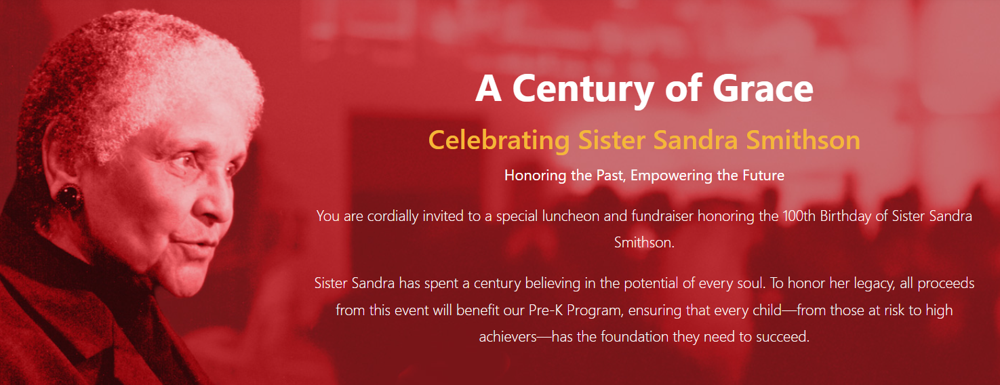 A Century of Grace
Celebrating Sister Sandra Smithson
Honoring the Past, Empowering the Future
You are cordially invited to a special luncheon and fundraiser honoring the 100th Birthday of Sister Sandra
Smithson.
Sister Sandra has spent a century believing in the potential of every soul. To honor her legacy, all proceeds
from this event will benefit our Pre-K Program, ensuring that every child—from those at risk to high
achievers—has the foundation they need to succeed.